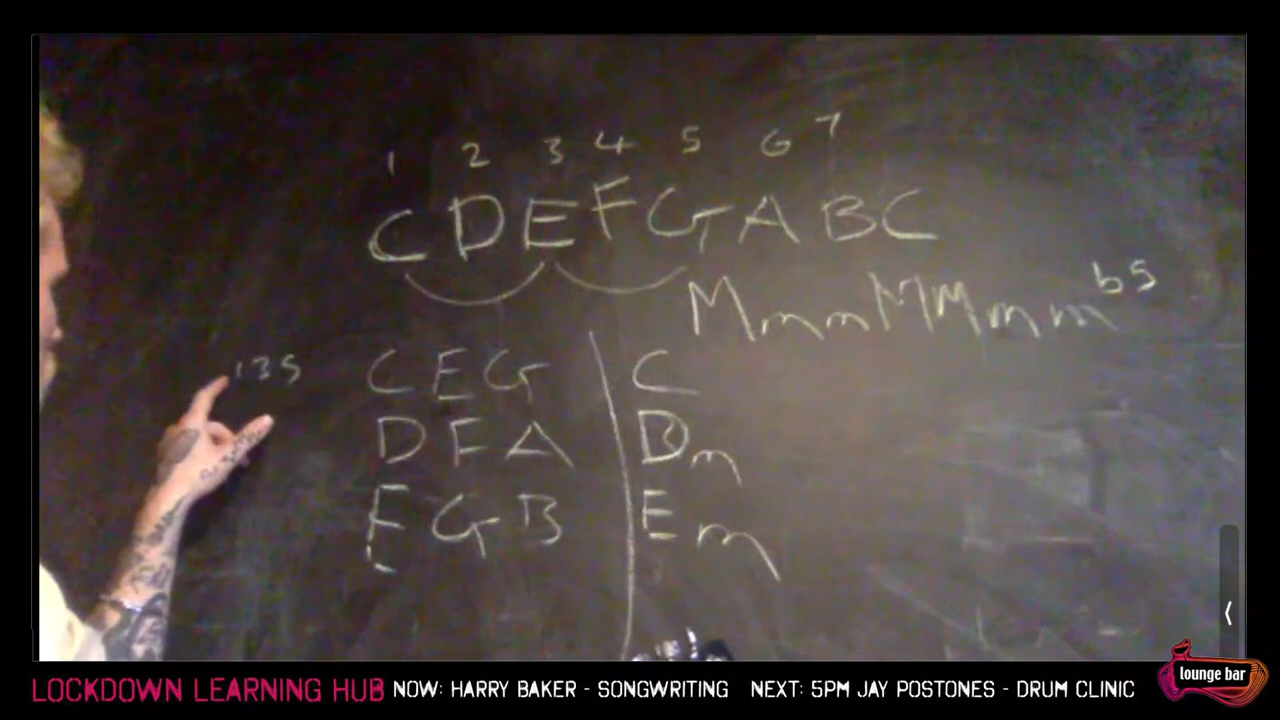 1 2 3 4 5 6 7
C D E F G A B C
M m m M M m m b5
135 C E G C
D F A Dm
E G B Em
LOCKDOWN LEARNING HUB NOW: HARRY BAKER - SONGWRITING NEXT: 5PM JAY POSTONES - DRUM CLINIC
lounge bar